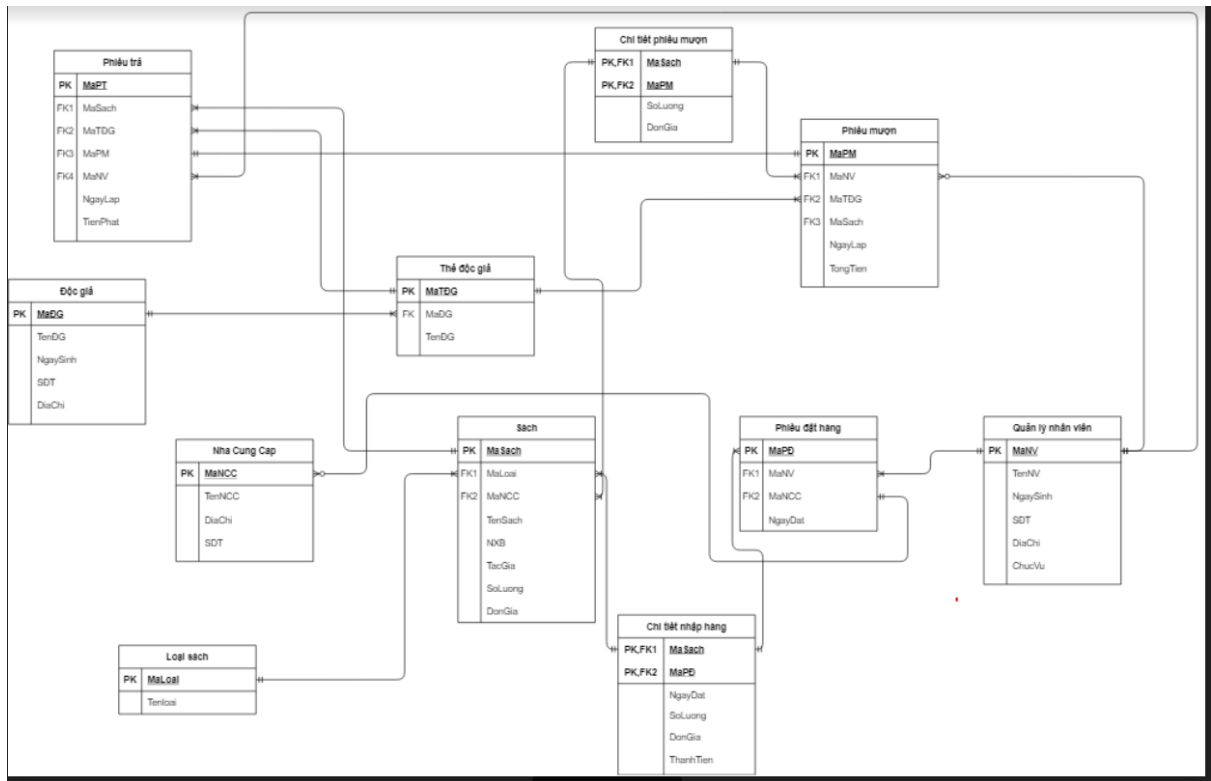 Phiếu trả
PK MaPT
FK1 MaSach
FK2 MaTDG
FK3 MaPM
FK4 MaNV
NgayLap
TienPhat
Chi tiết phiếu mượn
PK,FK1 MaSach
PK,FK2 MaPM
SoLuong
DonGia
Phiếu mượn
PK MaPM
FK1 MaNV
FK2 MaTDG
FK3 MaSach
NgayLap
TongTien
Thẻ độc giả
PK MaTĐG
FK MaDG
TenDG
Độc giả
PK MaĐG
TenDG
NgaySinh
SDT
DiaChi
Nha Cung Cap
PK MaNCC
TenNCC
DiaChi
SDT
Sách
PK MaSach
FK1 MaLoai
FK2 MaNCC
TenSach
NXB
TacGia
SoLuong
DonGia
Phiếu đặt hàng
PK MaPĐ
FK1 MaNV
FK2 MaNCC
NgayDat
Quản lý nhân viên
PK MaNV
TenNV
NgaySinh
SDT
DiaChi
ChucVu
Loại sách
PK MaLoai
Tenloai
Chi tiết nhập hàng
PK,FK1 MaSach
PK,FK2 MaPĐ
NgayDat
SoLuong
DonGia
ThanhTien